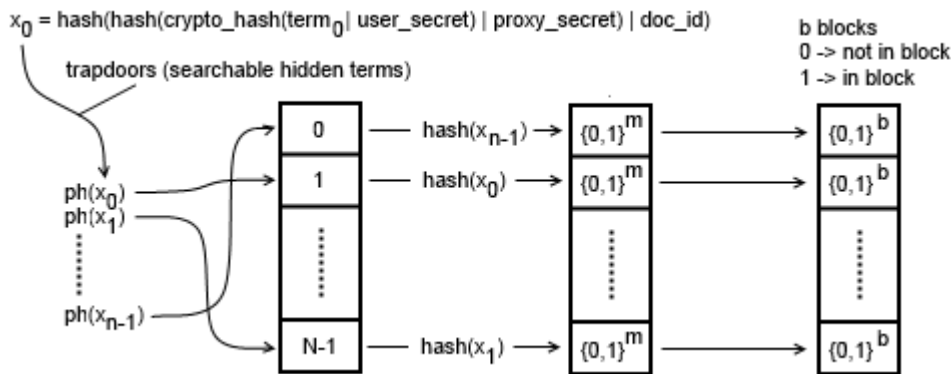 x0 = hash(hash(crypto_hash(term0| user_secret) | proxy_secret) | doc_id)
trapdoors (searchable hidden terms)
b blocks
0 -> not in block
1 -> in block
0 hash(xn-1) {0,1}m {0,1}b
ph(x0) 1 hash(x0) {0,1}m {0,1}b
ph(x1)
ph(xn-1)
N-1 hash(x1) {0,1}m {0,1}b